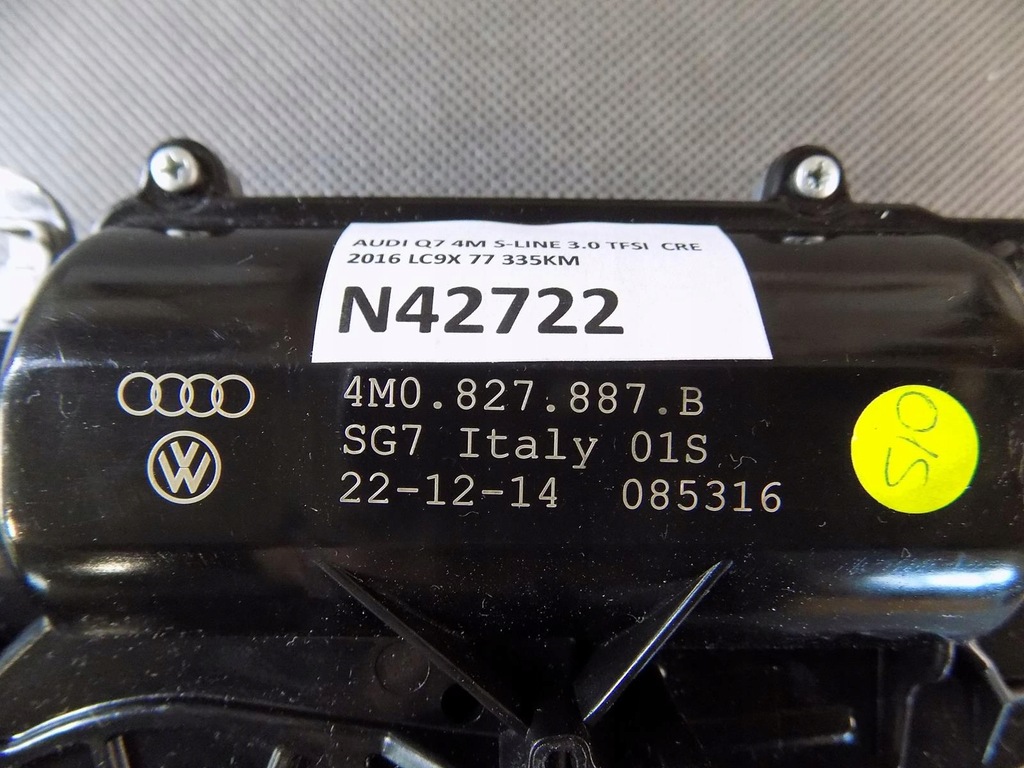 AUDI Q7 4M S-LINE 3.0 TFSI CRE
2016 LC9X 77 335KM
N42722
4M0.827.887.B
SG7 Italy 01S
22-12-14 085316